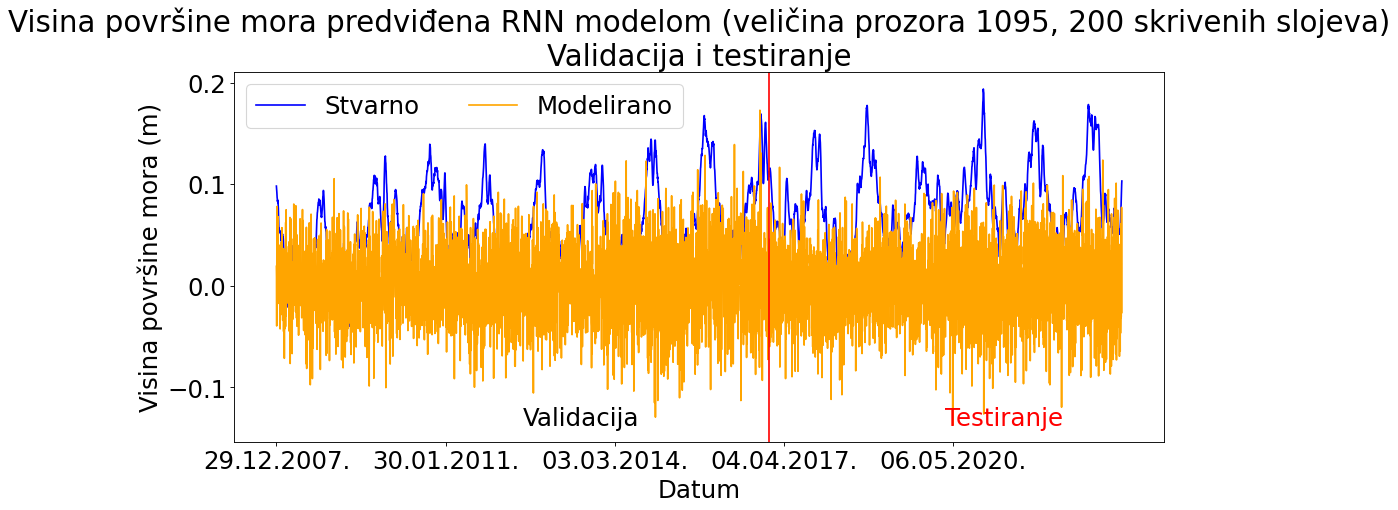 Visina površine mora predviđena RNN modelom (veličina prozora 1095, 200 skrivenih slojeva)
Validacija i testiranje
Stvarno Modelirano
Visina površine mora (m)
0.2
0.1
0.0
−0.1
Validacija Testiranje
29.12.2007. 30.01.2011. 03.03.2014. 04.04.2017. 06.05.2020.
Datum